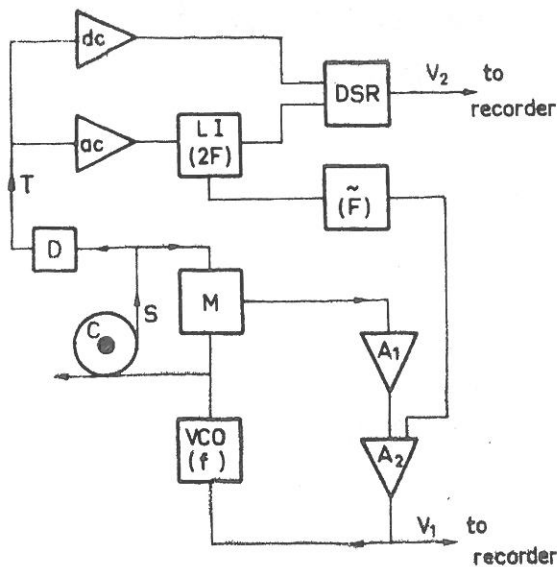 dc
V2 to
recorder
DSR
ac
LI
(2F)
~
(F)
T
D
M
C
S
A1
VCO
(f)
A2
V1 to
recorder